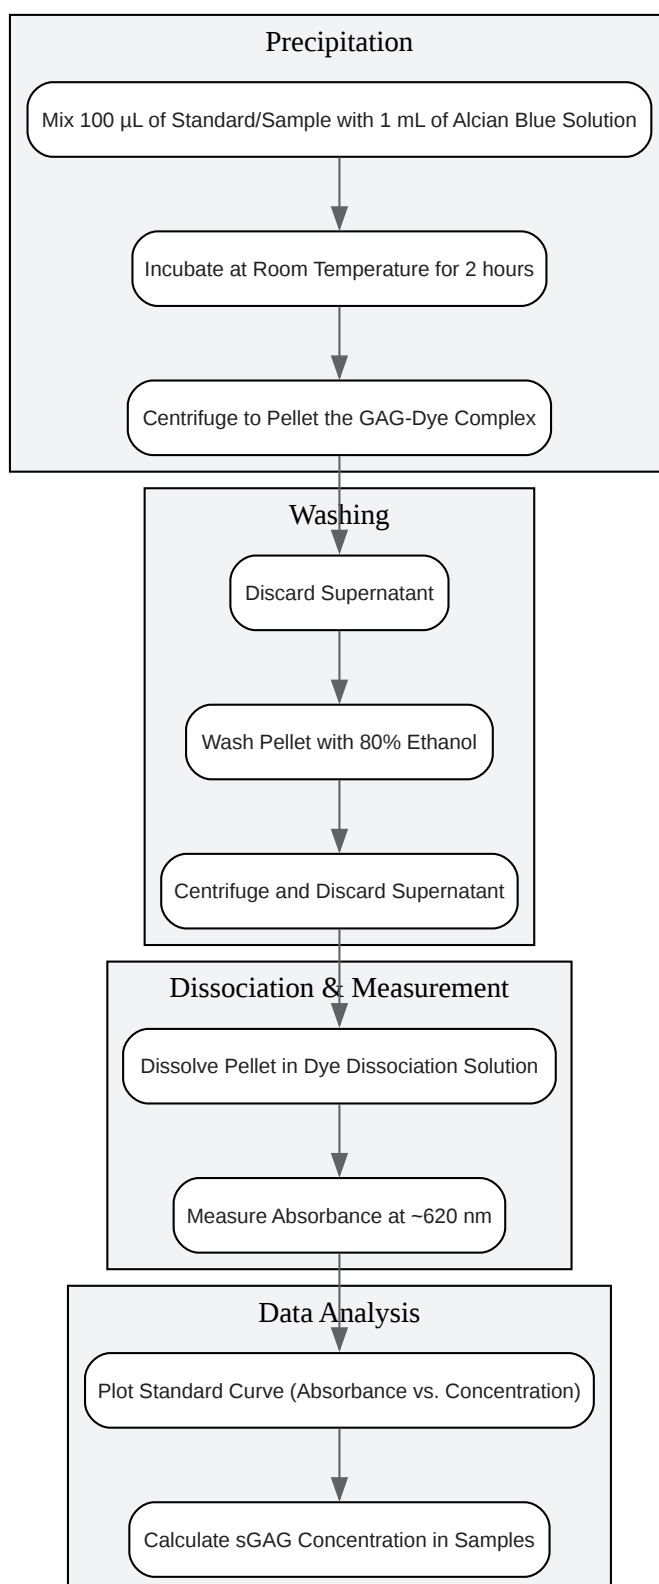 Precipitation
Mix 100 µL of Standard/Sample with 1 mL of Alcian Blue Solution
Incubate at Room Temperature for 2 hours
Centrifuge to Pellet the GAG-Dye Complex
Washing
Discard Supernatant
Wash Pellet with 80% Ethanol
Centrifuge and Discard Supernatant
Dissociation & Measurement
Dissolve Pellet in Dye Dissociation Solution
Measure Absorbance at ~620 nm
Data Analysis
Plot Standard Curve (Absorbance vs. Concentration)
Calculate sGAG Concentration in Samples